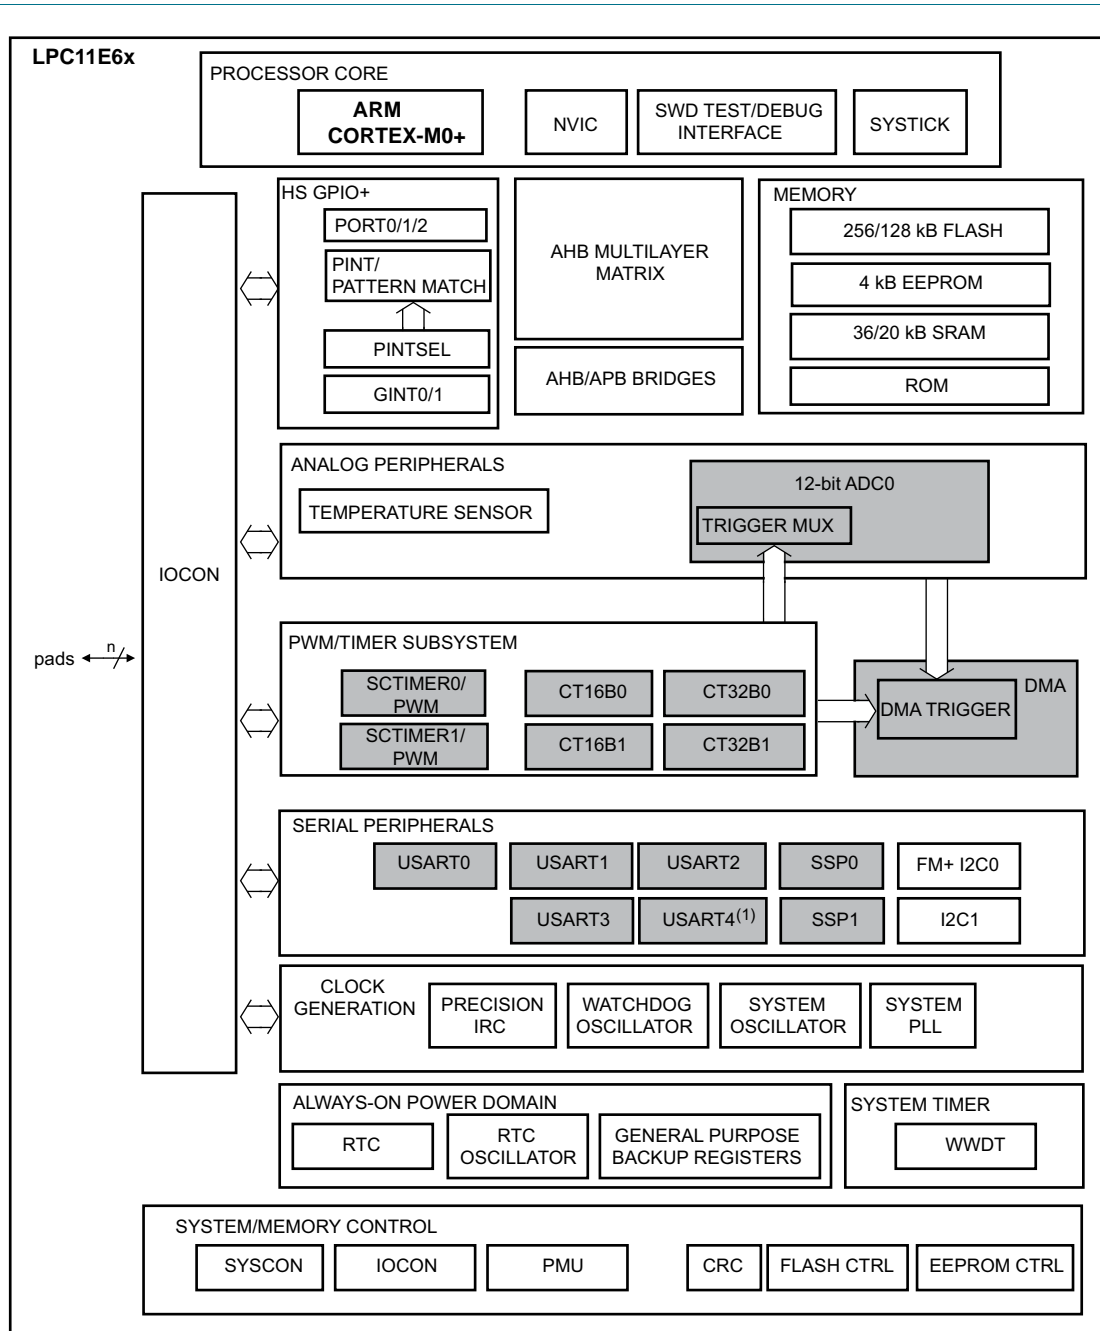 LPC11E6x
PROCESSOR CORE
ARM
CORTEX-M0+
NVIC
SWD TEST/DEBUG
INTERFACE
SYSTICK
HS GPIO+
PORT0/1/2
PINT/
PATTERN MATCH
PINTSEL
GINT0/1
AHB MULTILAYER
MATRIX
AHB/APB BRIDGES
MEMORY
256/128 kB FLASH
4 kB EEPROM
36/20 kB SRAM
ROM
IOCON
pads
n
ANALOG PERIPHERALS
TEMPERATURE SENSOR
12-bit ADC0
TRIGGER MUX
PWM/TIMER SUBSYSTEM
SCTIMER0/
PWM
CT16B0
CT32B0
SCTIMER1/
PWM
CT16B1
CT32B1
DMA
DMA TRIGGER
SERIAL PERIPHERALS
USART0
USART1
USART2
SSP0
FM+ I2C0
USART3
USART4(1)
SSP1
I2C1
CLOCK
GENERATION
PRECISION
IRC
WATCHDOG
OSCILLATOR
SYSTEM
OSCILLATOR
SYSTEM
PLL
ALWAYS-ON POWER DOMAIN
RTC
RTC
OSCILLATOR
GENERAL PURPOSE
BACKUP REGISTERS
SYSTEM TIMER
WWDT
SYSTEM/MEMORY CONTROL
SYSCON
IOCON
PMU
CRC
FLASH CTRL
EEPROM CTRL